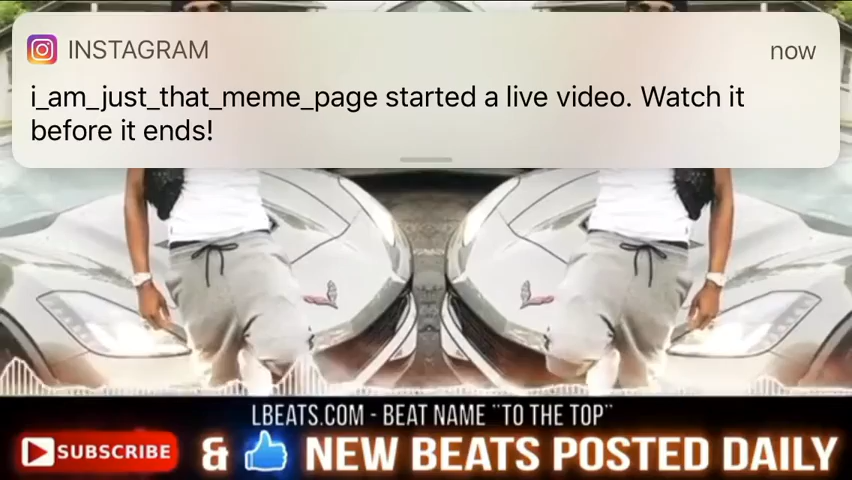 INSTAGRAM now
i_am_just_that_meme_page started a live video. Watch it
before it ends!
LBEATS.COM - BEAT NAME ¨TO THE TOP¨
SUBSCRIBE & NEW BEATS POSTED DAILY